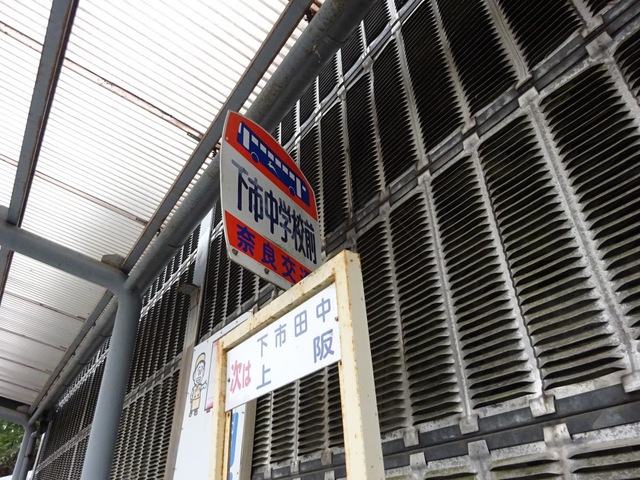 下市中学校前
奈良交通
次は
下市田中
上阪